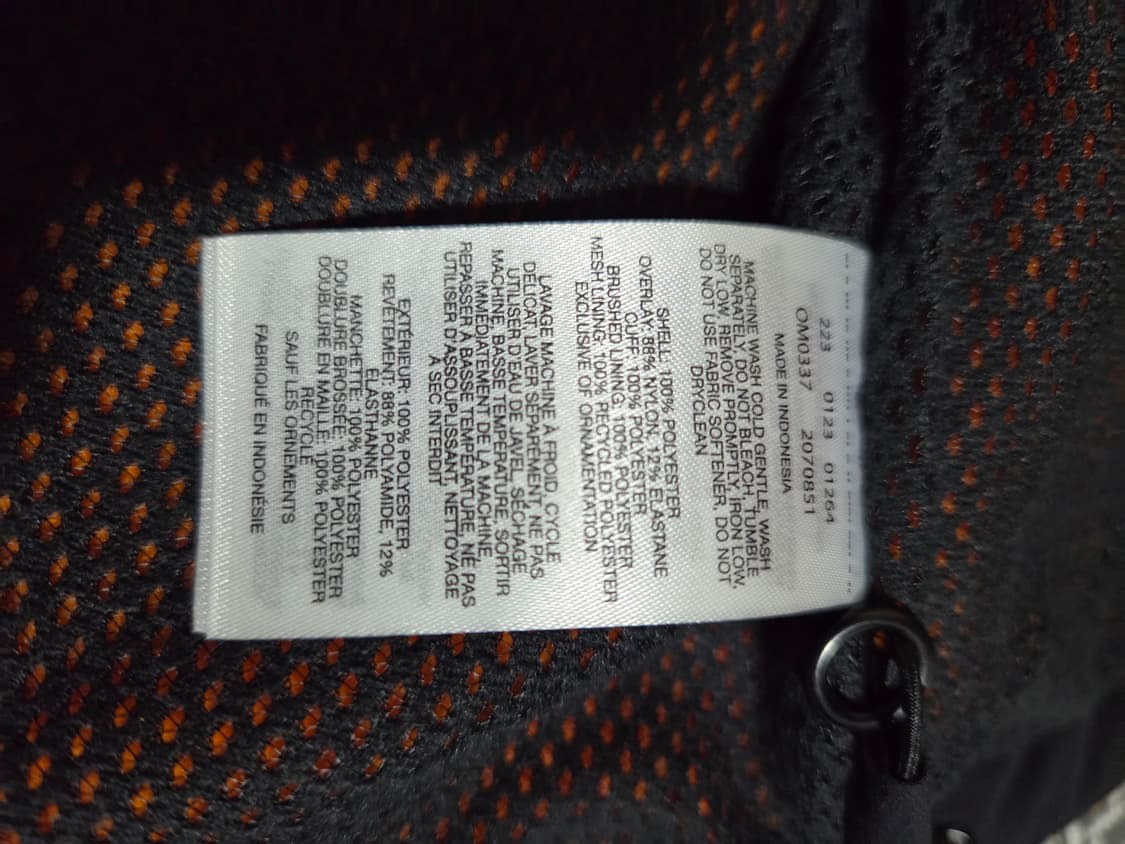 223 0123 01264
OM0337 2070851
MADE IN INDONESIA
MACHINE WASH COLD GENTLE, WASH
SEPARATELY, DO NOT BLEACH, TUMBLE
DRY LOW, REMOVE PROMPTLY, IRON LOW,
DO NOT USE FABRIC SOFTENER, DO NOT
DRYCLEAN
SHELL: 100% POLYESTER
OVERLAY: 88% NYLON, 12% ELASTANE
CUFF: 100% POLYESTER
BRUSHED LINING: 100% POLYESTER
MESH LINING: 100% RECYCLED POLYESTER
EXCLUSIVE OF ORNAMENTATION
LAVAGE MACHINE À FROID, CYCLE
DÉLICAT, LAVER SÉPARÉMENT, NE PAS
UTILISER D'EAU DE JAVEL, SÉCHAGE
MACHINE, BASSE TEMPÉRATURE, SORTIR
IMMÉDIATEMENT DE LA MACHINE,
REPASSER À BASSE TEMPÉRATURE, NE PAS
UTILISER D'ASSOUPLISSANT, NETTOYAGE
À SEC INTERDIT
EXTÉRIEUR: 100% POLYESTER
REVÊTEMENT: 88% POLYAMIDE, 12%
ÉLASTHANNE
MANCHETTE: 100% POLYESTER
DOUBLURE BROSSÉE: 100% POLYESTER
DOUBLURE EN MAILLE: 100% POLYESTER
RECYCLÉ
SAUF LES ORNEMENTS
FABRIQUÉ EN INDONÉSIE